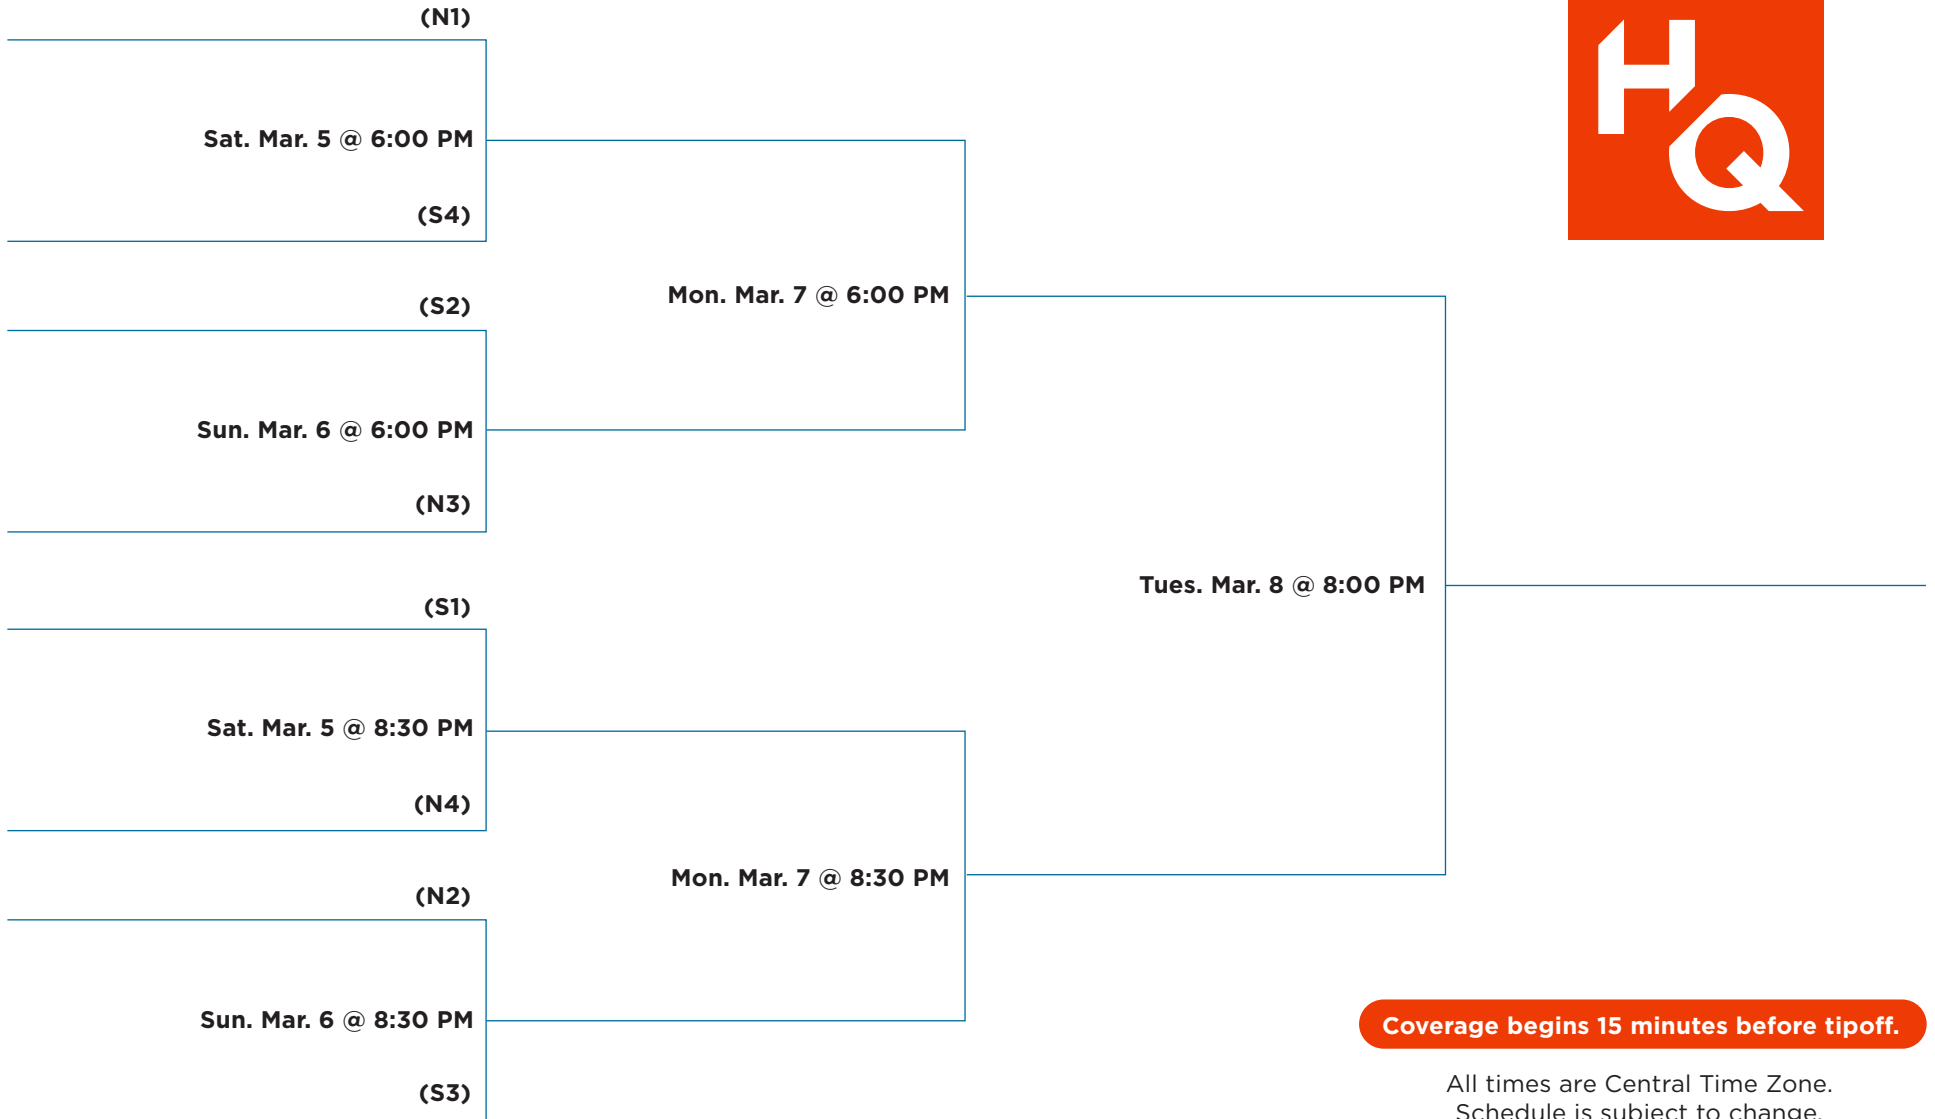 (N1)
Sat. Mar. 5 @ 6:00 PM
(S4)
(S2)
Sun. Mar. 6 @ 6:00 PM
(N3)
(S1)
Sat. Mar. 5 @ 8:30 PM
(N4)
(N2)
Sun. Mar. 6 @ 8:30 PM
(S3)
Mon. Mar. 7 @ 6:00 PM
Mon. Mar. 7 @ 8:30 PM
Tues. Mar. 8 @ 8:00 PM
HQ
Coverage begins 15 minutes before tipoff.
All times are Central Time Zone.
Schedule is subject to change.